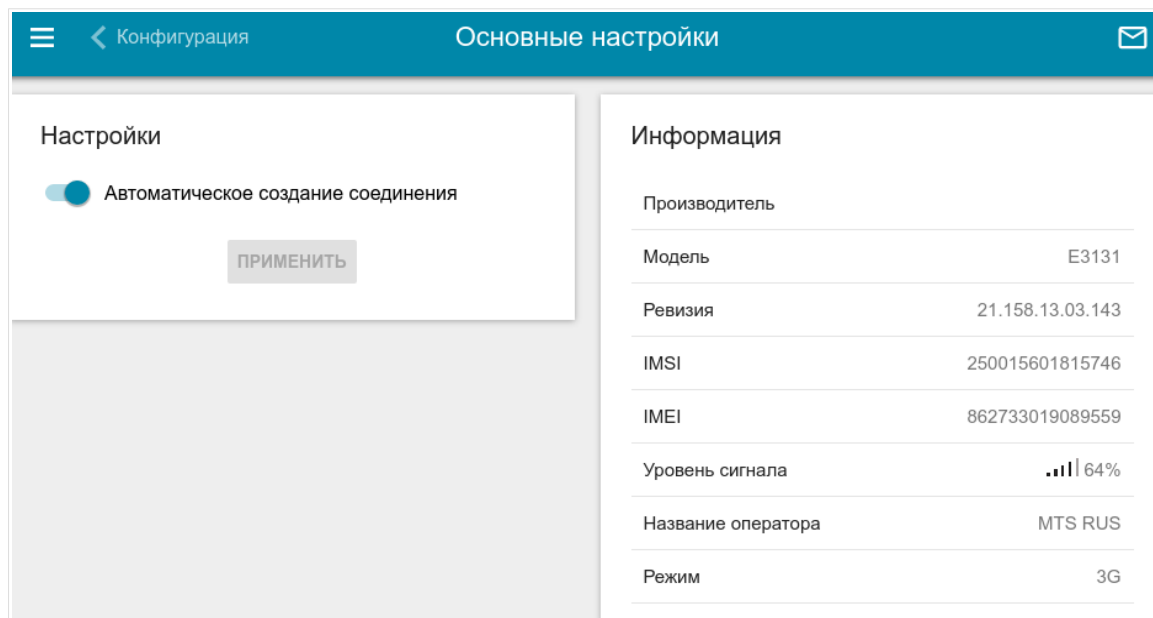 Конфигурация
Основные настройки
Настройки
Автоматическое создание соединения
ПРИМЕНИТЬ
Информация
Производитель
Модель E3131
Ревизия 21.158.13.03.143
IMSI 250015601815746
IMEI 862733019089559
Уровень сигнала 64%
Название оператора MTS RUS
Режим 3G